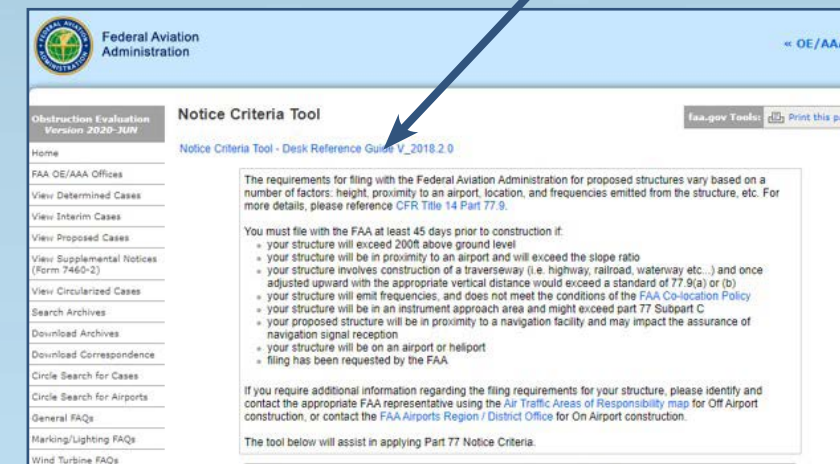 Federal Aviation
Administration
« OE/AAA
Obstruction Evaluation
Version 2020-JUN
Home
FAA OE/AAA Offices
View Determined Cases
View Interim Cases
View Proposed Cases
View Supplemental Notices
(Form 7460-2)
View Circularized Cases
Search Archives
Download Archives
Download Correspondence
Circle Search for Cases
Circle Search for Airports
General FAQs
Marking/Lighting FAQs
Wind Turbine FAQs
Notice Criteria Tool
faa.gov Tools: Print this p
Notice Criteria Tool - Desk Reference Guide V_2018.2.0
The requirements for filing with the Federal Aviation Administration for proposed structures vary based on a
number of factors: height, proximity to an airport, location, and frequencies emitted from the structure, etc. For
more details, please reference CFR Title 14 Part 77.9.
You must file with the FAA at least 45 days prior to construction if:
your structure will exceed 200ft above ground level
your structure will be in proximity to an airport and will exceed the slope ratio
your structure involves construction of a traverseway (i.e. highway, railroad, waterway etc...) and once
adjusted upward with the appropriate vertical distance would exceed a standard of 77.9(a) or (b)
your structure will emit frequencies, and does not meet the conditions of the FAA Co-location Policy
your structure will be in an instrument approach area and might exceed part 77 Subpart C
your proposed structure will be in proximity to a navigation facility and may impact the assurance of
navigation signal reception
your structure will be on an airport or heliport
filing has been requested by the FAA
If you require additional information regarding the filing requirements for your structure, please identify and
contact the appropriate FAA representative using the Air Traffic Areas of Responsibility map for Off Airport
construction, or contact the FAA Airports Region / District Office for On Airport construction.
The tool below will assist in applying Part 77 Notice Criteria.